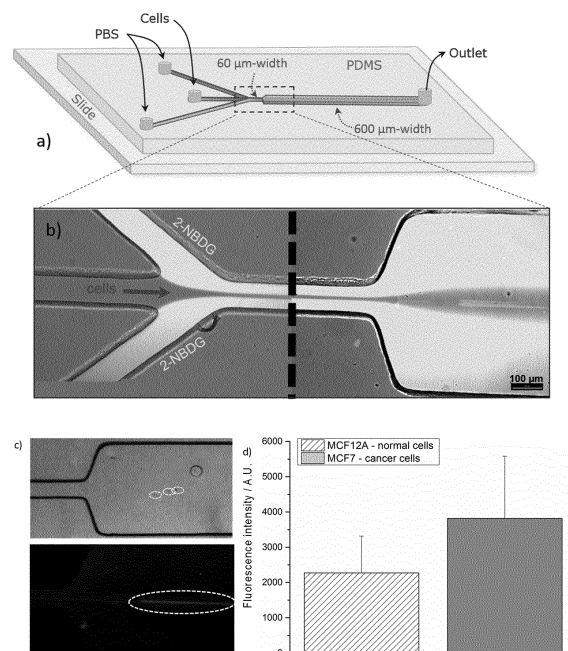 Cells
PBS
60 µm-width
PDMS
Outlet
Slide
600 µm-width
a)
b)
2-NBDG
cells
2-NBDG
100 µm
c)
d)
MCF12A - normal cells
MCF7 - cancer cells
Fluorescence intensity / A.U.
6000
5000
4000
3000
2000
1000